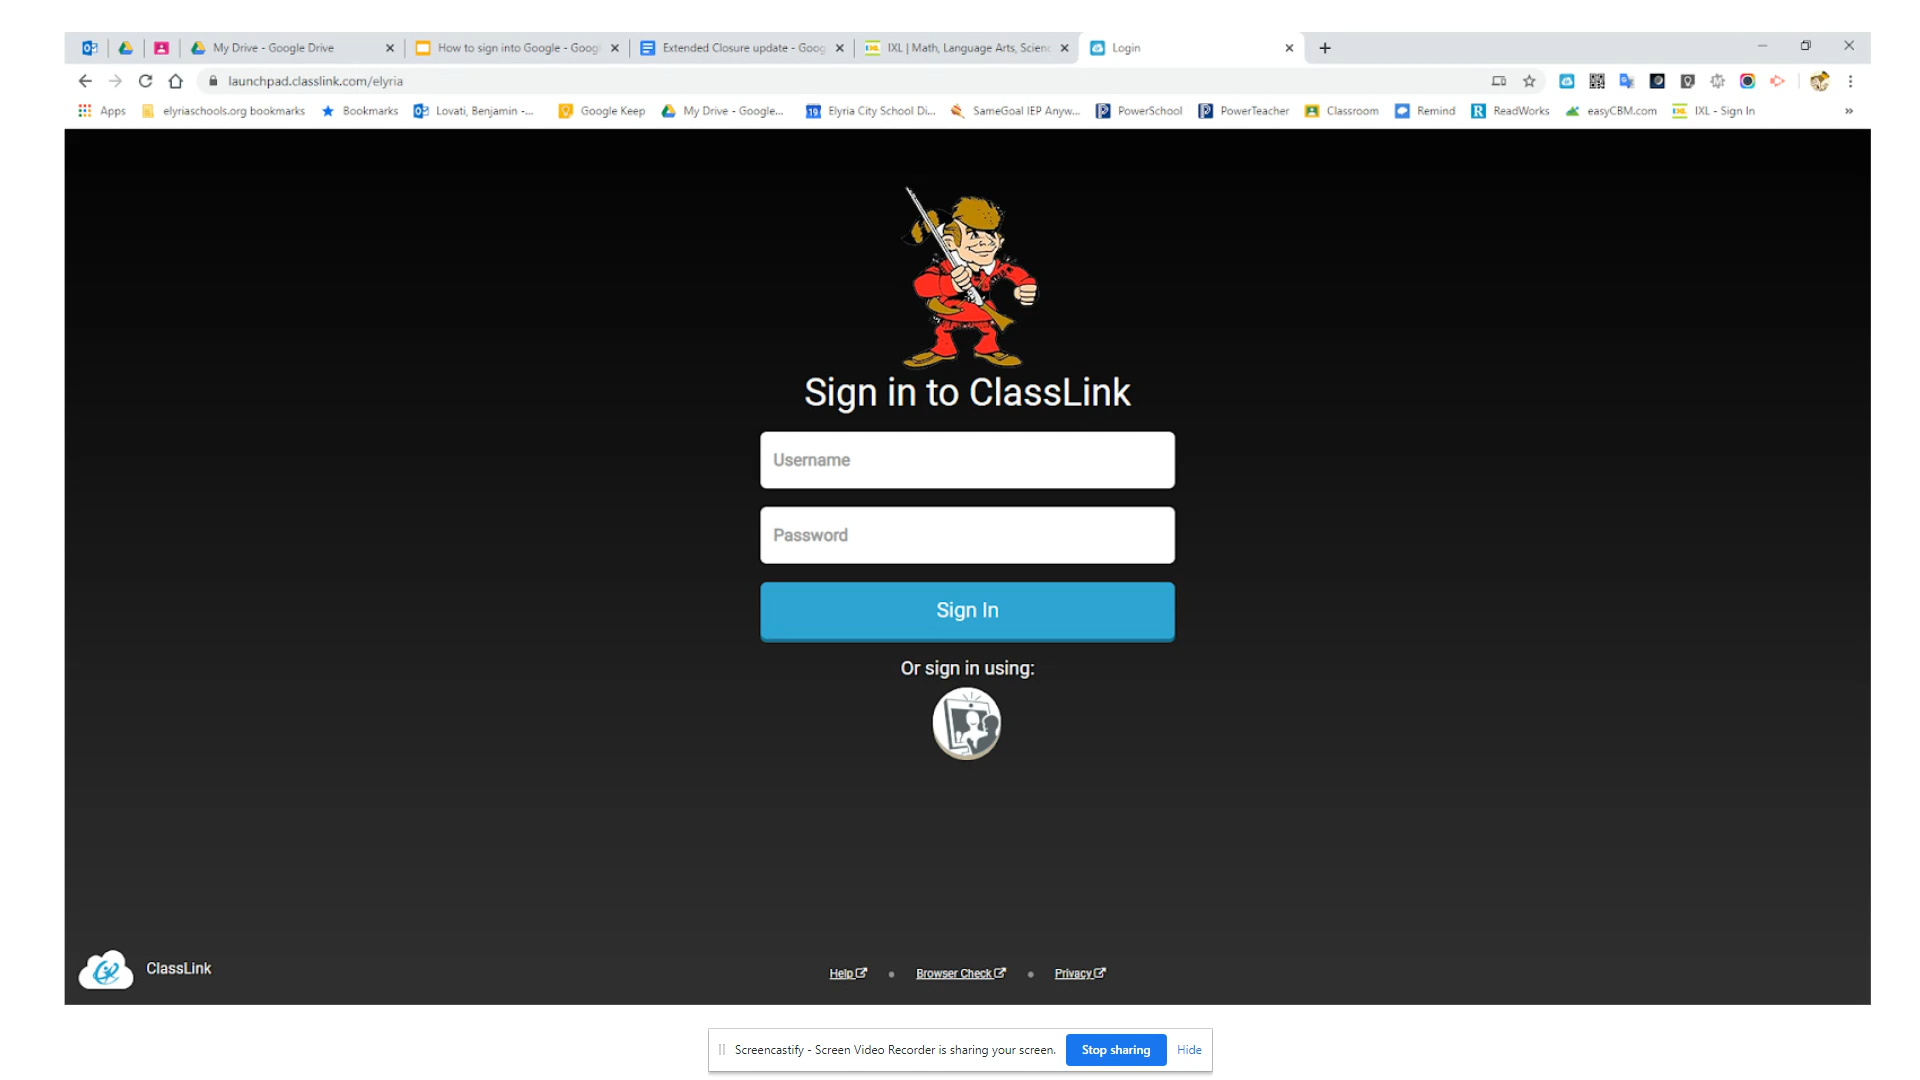 My Drive - Google Drive
How to sign into Google - Goog
Extended Closure update - Goog
IXL | Math, Language Arts, Scienc
Login
launchpad.classlink.com/elyria
Apps
elyriaschools.org bookmarks
Bookmarks
Lovati, Benjamin -...
Google Keep
My Drive - Google...
Elyria City School Di...
SameGoal IEP Anyw...
PowerSchool
PowerTeacher
Classroom
Remind
ReadWorks
easyCBM.com
IXL - Sign In
Sign in to ClassLink
Username
Password
Sign In
Or sign in using:
ClassLink
Help
Browser Check
Privacy
Screencastify - Screen Video Recorder is sharing your screen.
Stop sharing
Hide